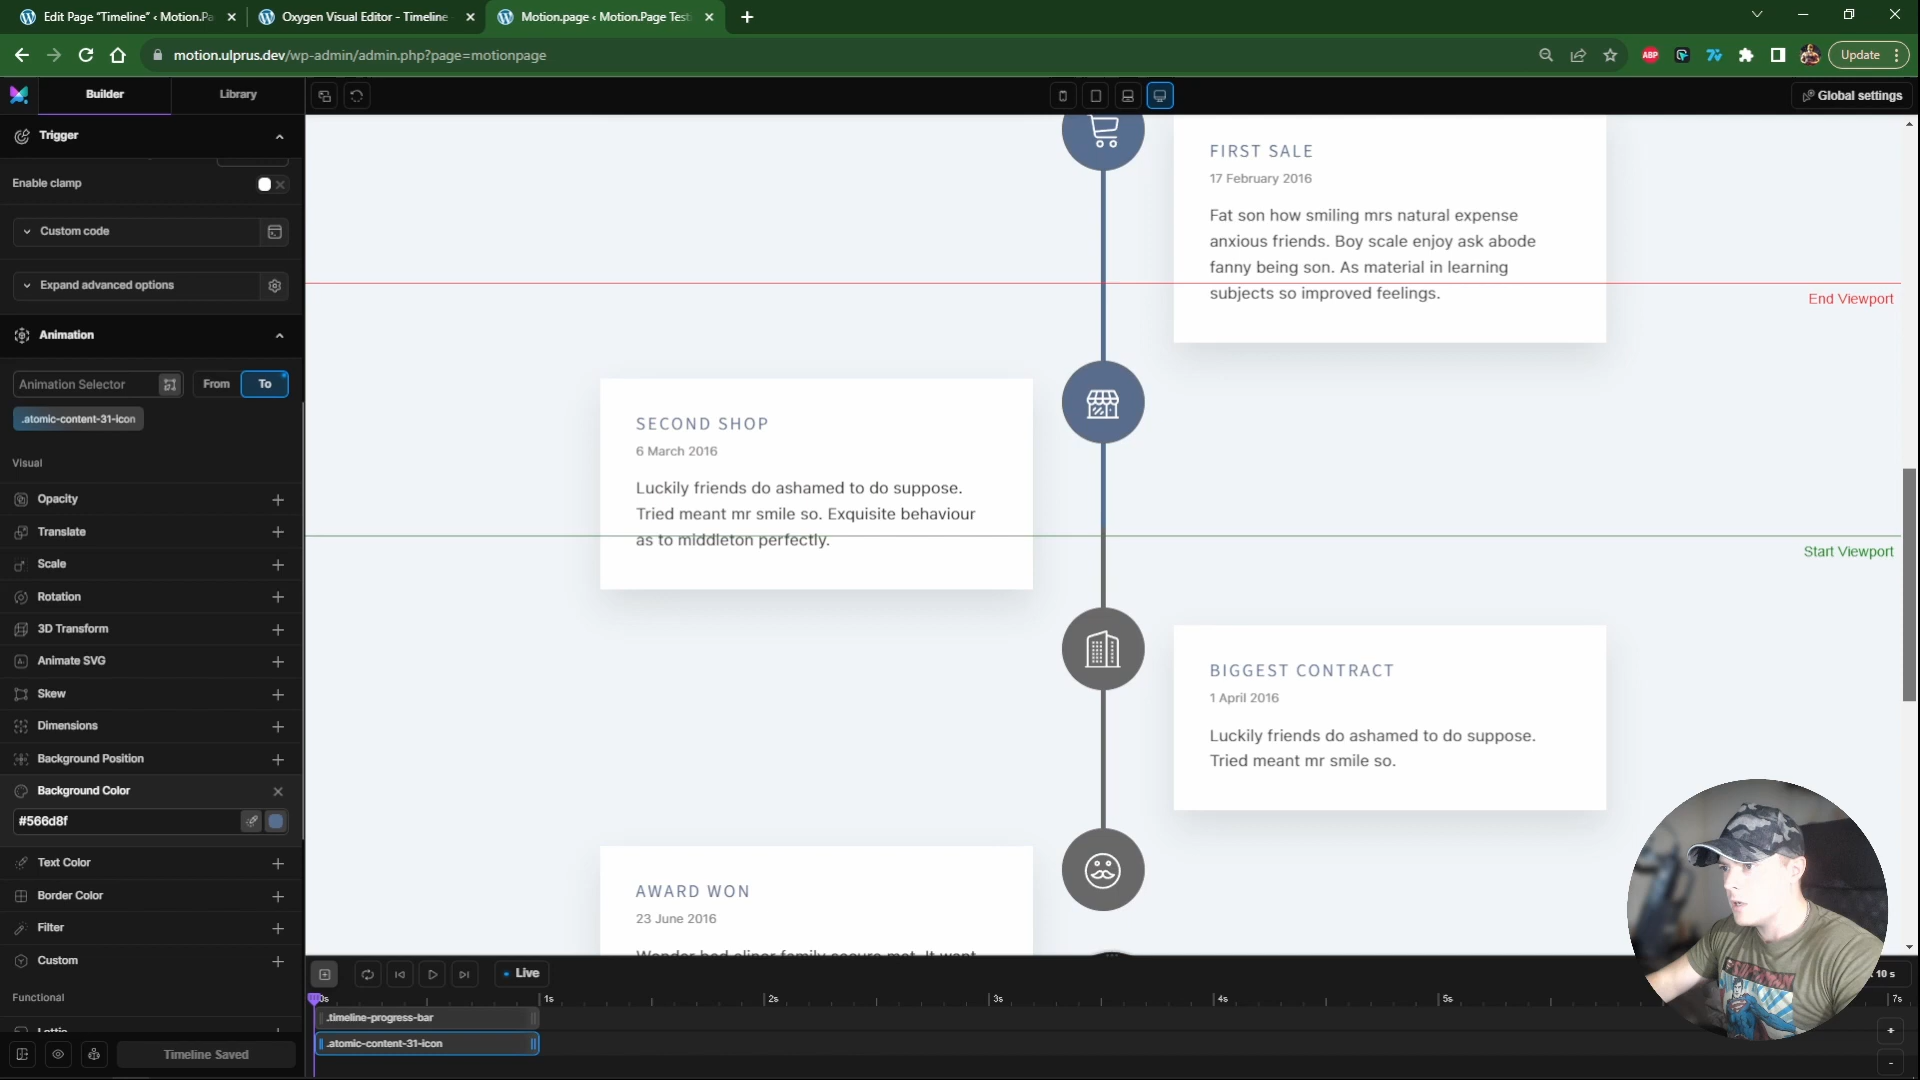 Edit Page "Timeline" ‹ Motion.Pa
Oxygen Visual Editor - Timeline
Motion.page ‹ Motion.Page Test
motion.ulprus.dev/wp-admin/admin.php?page=motionpage
ABP
Update
Builder
Library
Global settings
Trigger
Enable clamp
Custom code
Expand advanced options
Animation
Animation Selector
From
To
.atomic-content-31-icon
Visual
Opacity
Translate
Scale
Rotation
3D Transform
Animate SVG
Skew
Dimensions
Background Position
Background Color
#566d8f
Text Color
Border Color
Filter
Custom
Functional
Timeline Saved
FIRST SALE
17 February 2016
Fat son how smiling mrs natural expense
anxious friends. Boy scale enjoy ask abode
fanny being son. As material in learning
subjects so improved feelings.
End Viewport
SECOND SHOP
6 March 2016
Luckily friends do ashamed to do suppose.
Tried meant mr smile so. Exquisite behaviour
as to middleton perfectly.
Start Viewport
BIGGEST CONTRACT
1 April 2016
Luckily friends do ashamed to do suppose.
Tried meant mr smile so.
AWARD WON
23 June 2016
Live
10 s
0s
1s
2s
3s
4s
5s
7s
.timeline-progress-bar
.atomic-content-31-icon